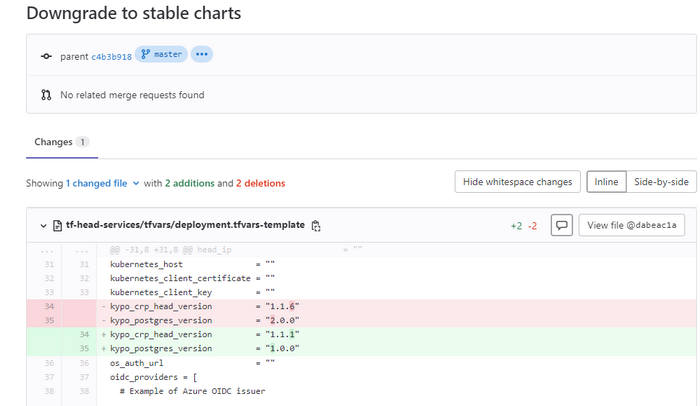 Downgrade to stable charts
parent c4b3b918 master •••
No related merge requests found
Changes 1
Showing 1 changed file with 2 additions and 2 deletions
Hide whitespace changes Inline Side-by-side
tf-head-services/tfvars/deployment.tfvars-template +2 -2 View file @dabeac1a
... ... @@ -31,8 +31,8 @@ head_ip = ""
31 31 kubernetes_host = ""
32 32 kubernetes_client_certificate = ""
33 33 kubernetes_client_key = ""
34 - kypo_crp_head_version = "1.1.6"
35 - kypo_postgres_version = "2.0.0"
34 + kypo_crp_head_version = "1.1.1"
35 + kypo_postgres_version = "1.0.0"
36 36 os_auth_url = ""
37 37 oidc_providers = [
38 38 # Example of Azure OIDC issuer